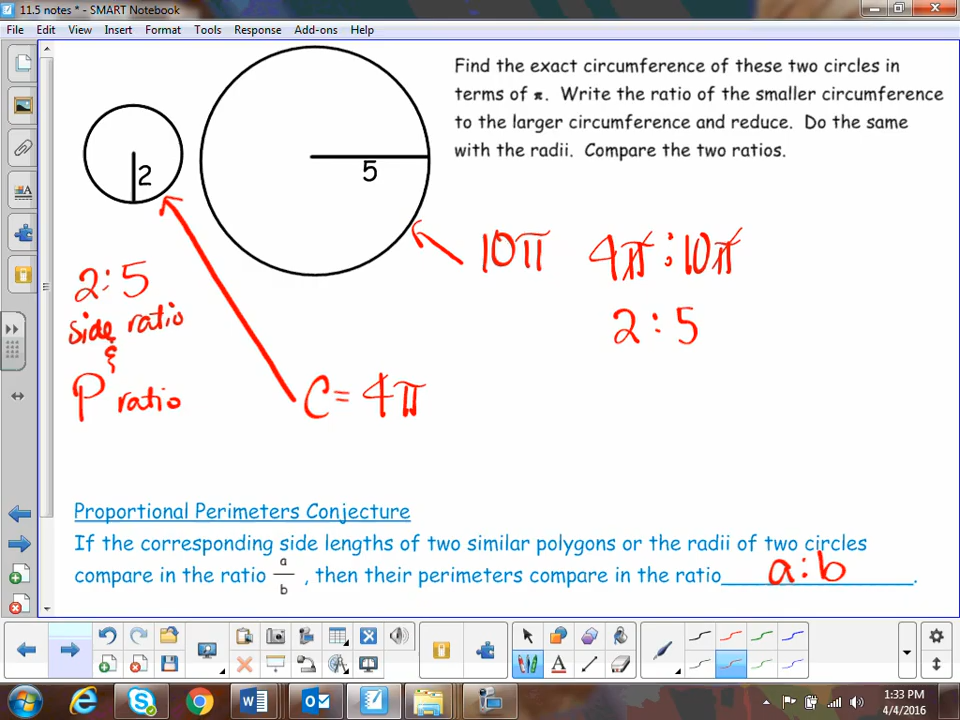 11.5 notes * - SMART Notebook
File Edit View Insert Format Tools Response Add-ons Help
Find the exact circumference of these two circles in
terms of π. Write the ratio of the smaller circumference
to the larger circumference and reduce. Do the same
with the radii. Compare the two ratios.
2
5
10π 4π : 10π
2 : 5
2:5
side ratio
&
P ratio
C = 4π
Proportional Perimeters Conjecture
If the corresponding side lengths of two similar polygons or the radii of two circles
compare in the ratio a/b, then their perimeters compare in the ratio a:b.
1:33 PM
4/4/2016